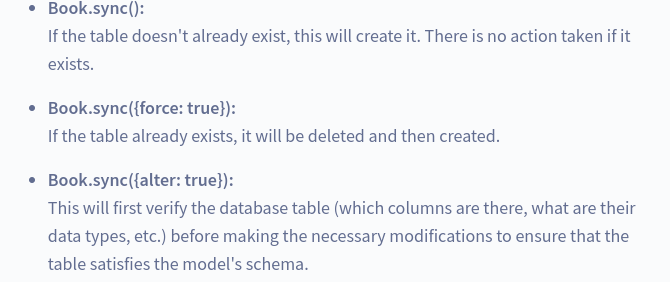 • Book.sync():
If the table doesn't already exist, this will create it. There is no action taken if it
exists.
• Book.sync({force: true}):
If the table already exists, it will be deleted and then created.
• Book.sync({alter: true}):
This will first verify the database table (which columns are there, what are their
data types, etc.) before making the necessary modifications to ensure that the
table satisfies the model's schema.